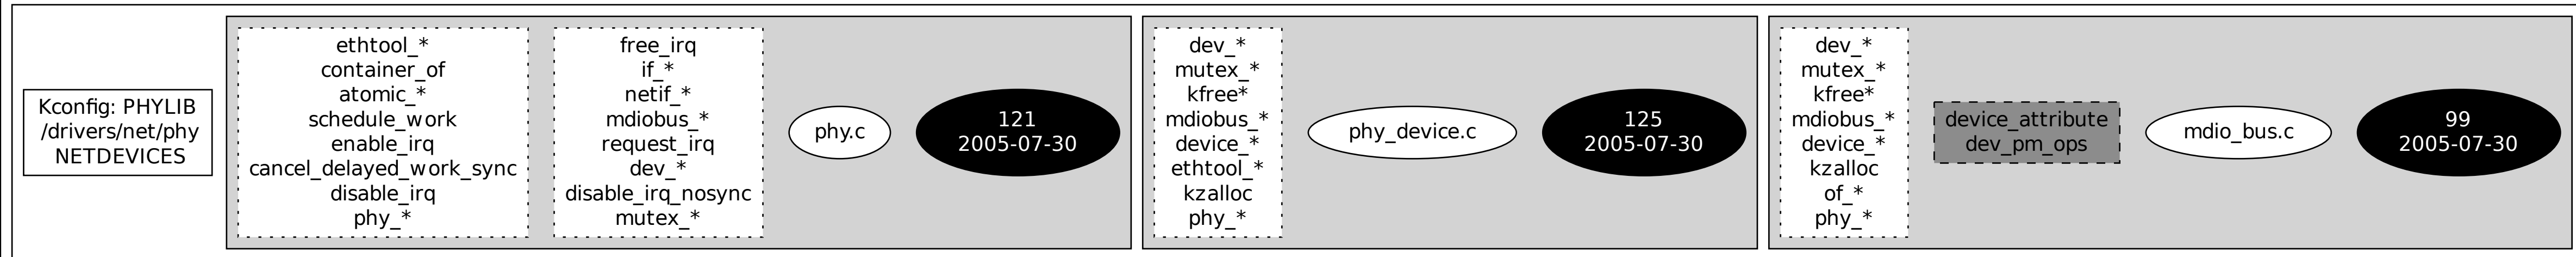 Kconfig: PHYLIB
/drivers/net/phy
NETDEVICES
ethtool_*
container_of
atomic_*
schedule_work
enable_irq
cancel_delayed_work_sync
disable_irq
phy_*
free_irq
if_*
netif_*
mdiobus_*
request_irq
dev_*
disable_irq_nosync
mutex_*
phy.c
121
2005-07-30
dev_*
mutex_*
kfree*
mdiobus_*
device_*
ethtool_*
kzalloc
phy_*
phy_device.c
125
2005-07-30
dev_*
mutex_*
kfree*
mdiobus_*
device_*
kzalloc
of_*
phy_*
device_attribute
dev_pm_ops
mdio_bus.c
99
2005-07-30